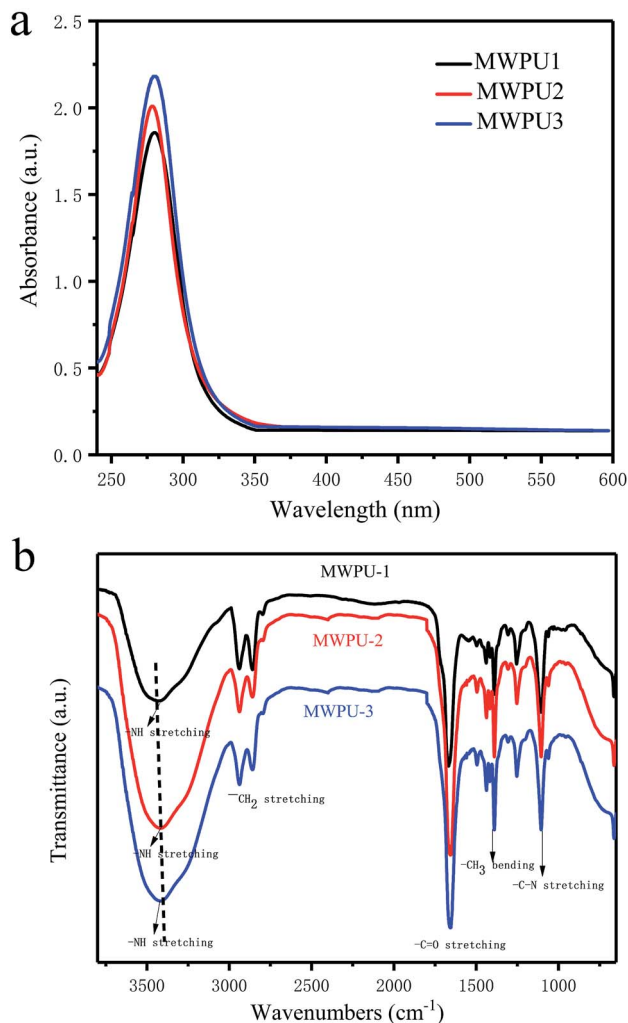 a
2.5
2.0
1.5
1.0
0.5
0.0
Absorbance (a.u.)
MWPU1
MWPU2
MWPU3
250 300 350 400 450 500 550 600
Wavelength (nm)
b
MWPU-1
MWPU-2
MWPU-3
Transmittance (a.u.)
-NH stretching
-NH stretching
-NH stretching
—CH2 stretching
-C=O stretching
-CH3 bending
-C-N stretching
3500 3000 2500 2000 1500 1000
Wavenumbers (cm-1)